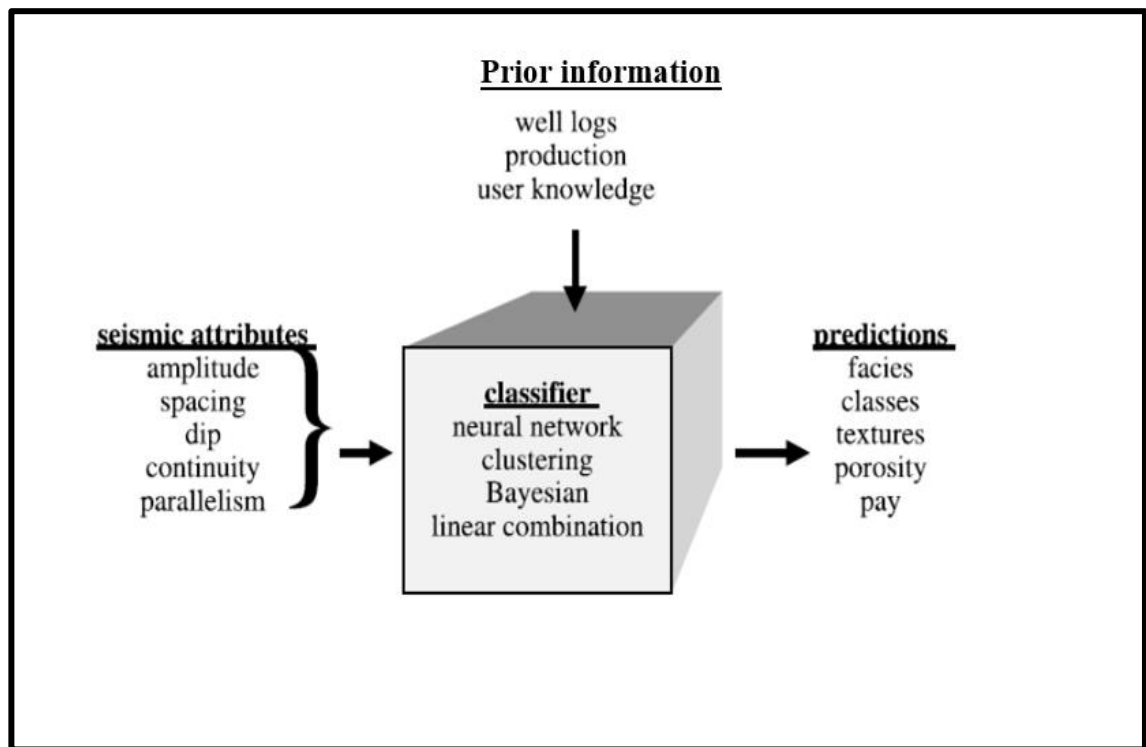 Prior information
well logs
production
user knowledge
seismic attributes
amplitude
spacing
dip
continuity
parallelism
classifier
neural network
clustering
Bayesian
linear combination
predictions
facies
classes
textures
porosity
pay